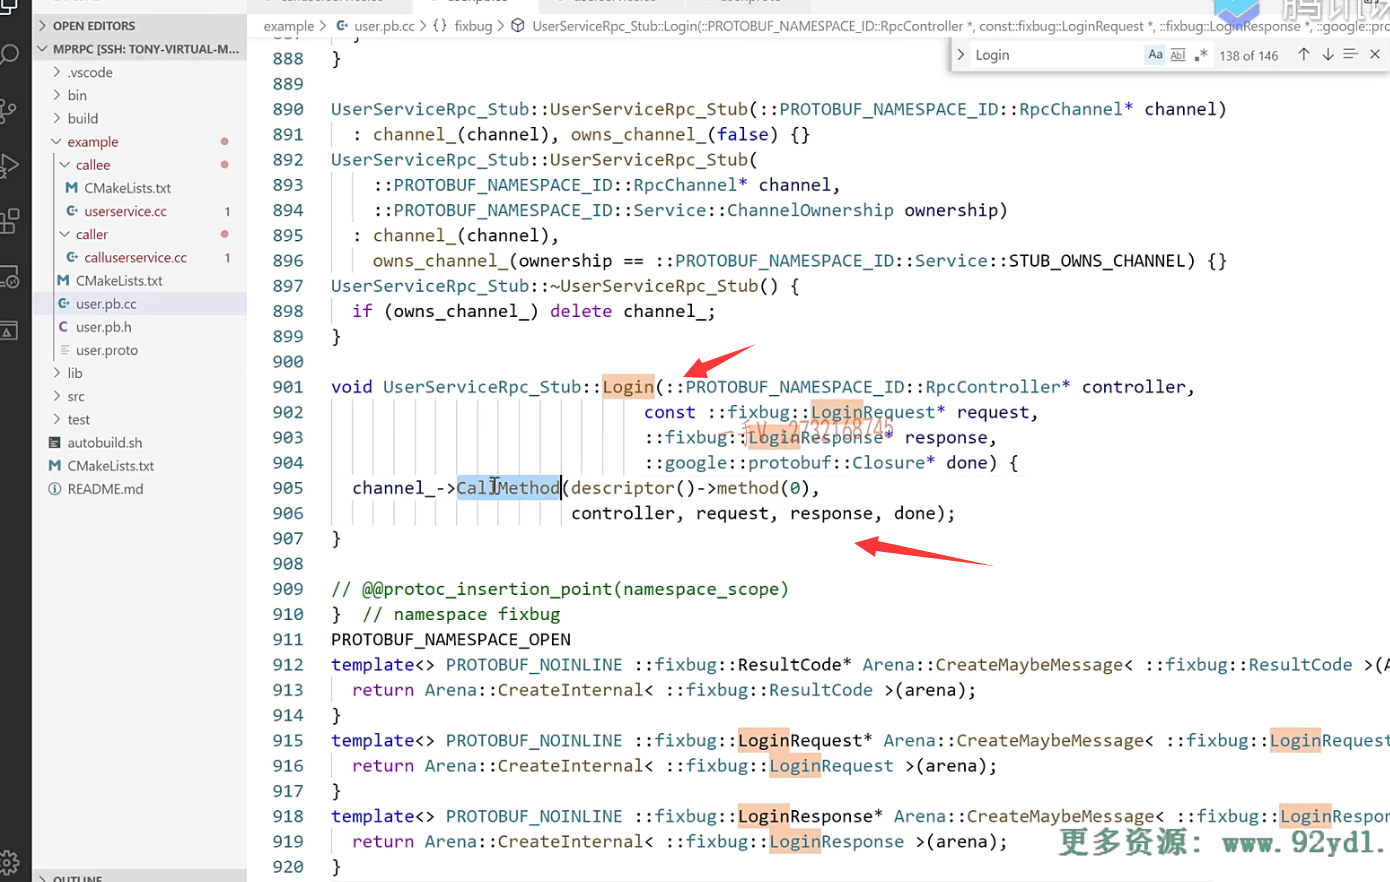 OPEN EDITORS
MPRPC [SSH: TONY-VIRTUAL-M...
.vscode
bin
build
example
callee
CMakeLists.txt
userservice.cc 1
caller
calluserservice.cc 1
CMakeLists.txt
user.pb.cc
user.pb.h
user.proto
lib
src
test
autobuild.sh
CMakeLists.txt
README.md
OUTLINE
example > user.pb.cc > {} fixbug > UserServiceRpc_Stub::Login(::PROTOBUF_NAMESPACE_ID::RpcController *, const::fixbug::LoginRequest *, ::fixbug::LoginResponse *, ::google::pro
Login Aa Abl .* 138 of 146
888 }
889
890 UserServiceRpc_Stub::UserServiceRpc_Stub(::PROTOBUF_NAMESPACE_ID::RpcChannel* channel)
891 : channel_(channel), owns_channel_(false) {}
892 UserServiceRpc_Stub::UserServiceRpc_Stub(
893 ::PROTOBUF_NAMESPACE_ID::RpcChannel* channel,
894 ::PROTOBUF_NAMESPACE_ID::Service::ChannelOwnership ownership)
895 : channel_(channel),
896 owns_channel_(ownership == ::PROTOBUF_NAMESPACE_ID::Service::STUB_OWNS_CHANNEL) {}
897 UserServiceRpc_Stub::~UserServiceRpc_Stub() {
898 if (owns_channel_) delete channel_;
899 }
900
901 void UserServiceRpc_Stub::Login(::PROTOBUF_NAMESPACE_ID::RpcController* controller,
902 const ::fixbug::LoginRequest* request,
903 ::fixbug::LoginResponse* response,
904 ::google::protobuf::Closure* done) {
905 channel_->CallMethod(descriptor()->method(0),
906 controller, request, response, done);
907 }
908
909 // @@protoc_insertion_point(namespace_scope)
910 } // namespace fixbug
911 PROTOBUF_NAMESPACE_OPEN
912 template<> PROTOBUF_NOINLINE ::fixbug::ResultCode* Arena::CreateMaybeMessage< ::fixbug::ResultCode >(A
913 return Arena::CreateInternal< ::fixbug::ResultCode >(arena);
914 }
915 template<> PROTOBUF_NOINLINE ::fixbug::LoginRequest* Arena::CreateMaybeMessage< ::fixbug::LoginRequest
916 return Arena::CreateInternal< ::fixbug::LoginRequest >(arena);
917 }
918 template<> PROTOBUF_NOINLINE ::fixbug::LoginResponse* Arena::CreateMaybeMessage< ::fixbug::LoginRespon
919 return Arena::CreateInternal< ::fixbug::LoginResponse >(arena);
920 }
一手V：2732168745
更多资源：www.92ydl.